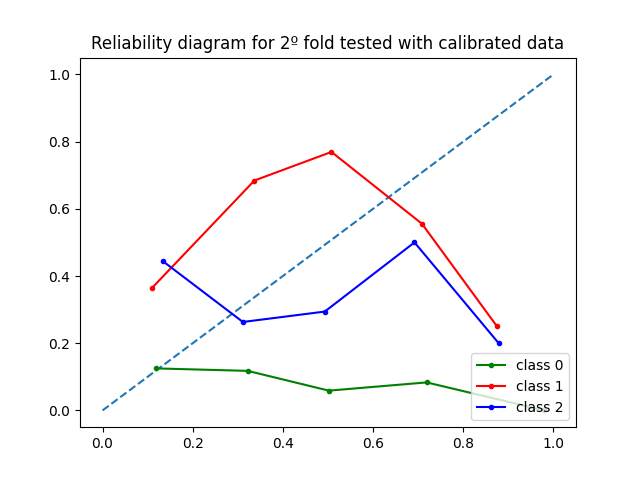 Reliability diagram for 2º fold tested with calibrated data
1.0
0.8
0.6
0.4
0.2
0.0
class 0
class 1
class 2
0.0 0.2 0.4 0.6 0.8 1.0